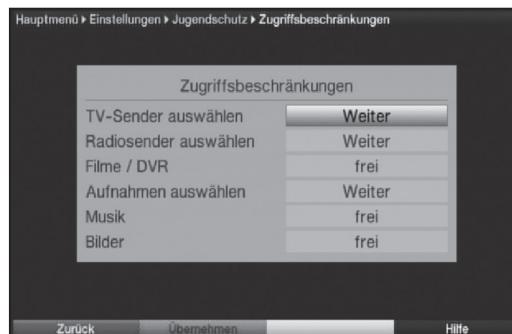 Hauptmenü ▸ Einstellungen ▸ Jugendschutz ▸ Zugriffsbeschränkungen
Zugriffsbeschränkungen
TV-Sender auswählen Weiter
Radiosender auswählen Weiter
Filme / DVR frei
Aufnahmen auswählen Weiter
Musik frei
Bilder frei
Zurück Übernehmen Hilfe